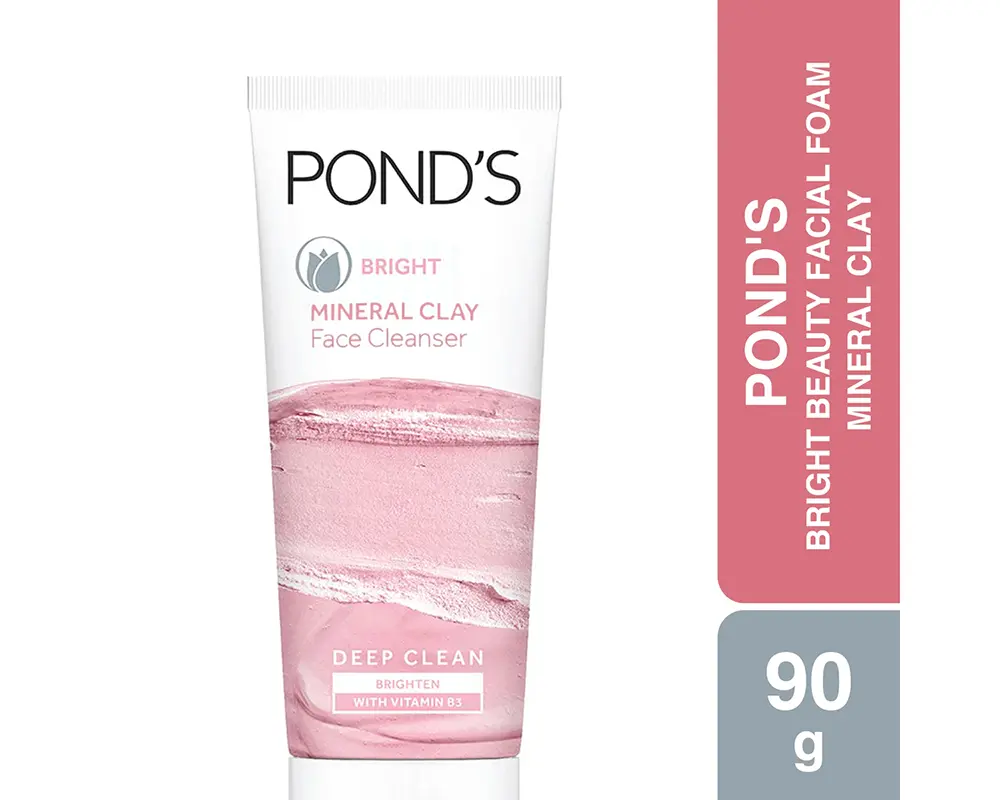 POND'S
BRIGHT
MINERAL CLAY
Face Cleanser
DEEP CLEAN
BRIGHTEN
WITH VITAMIN B3
POND'S
BRIGHT BEAUTY FACIAL FOAM
MINERAL CLAY
90
g